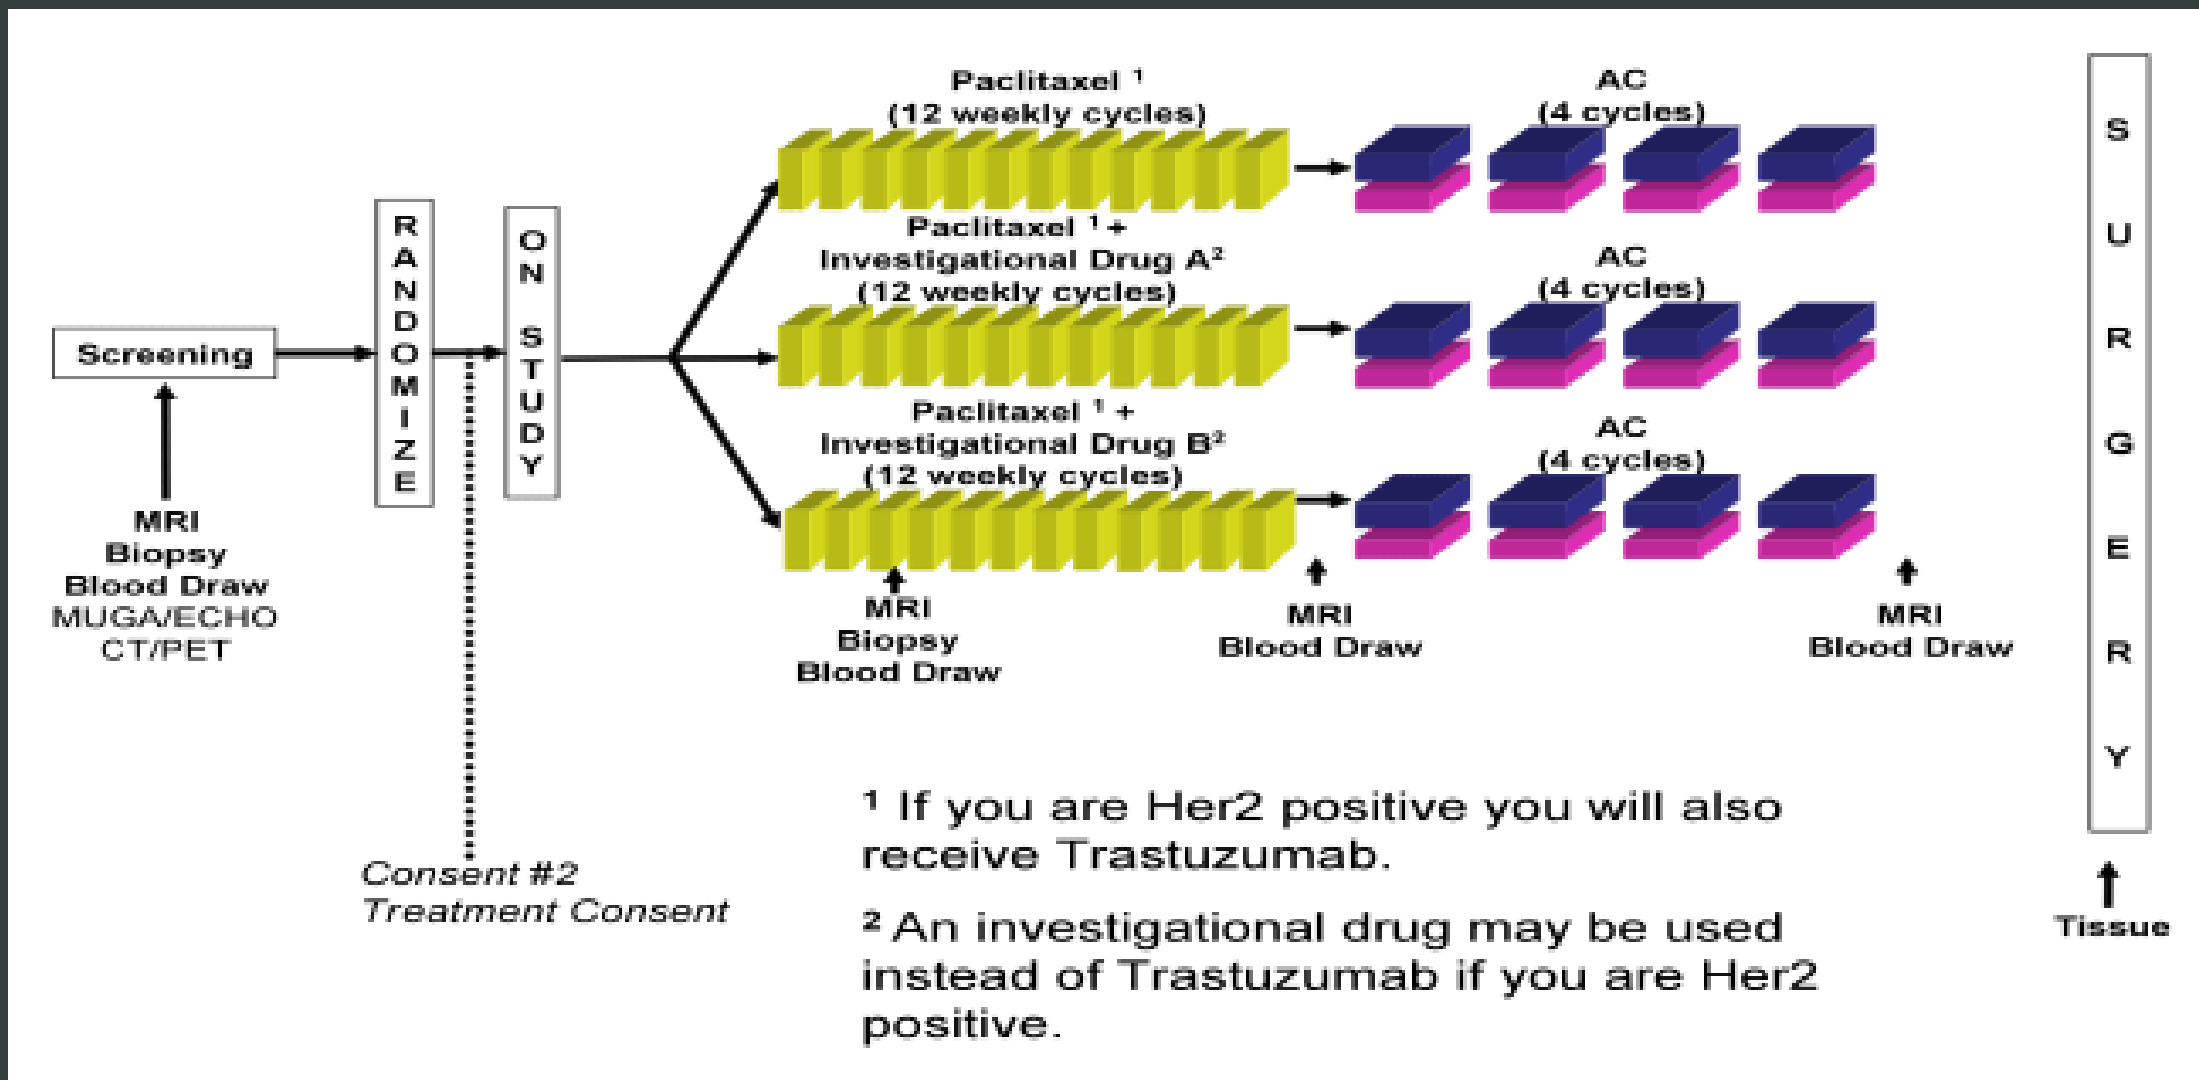 Screening
MRI
Biopsy
Blood Draw
MUGA/ECHO
CT/PET
RANDOMIZE
Consent #2
Treatment Consent
ON STUDY
Paclitaxel ¹
(12 weekly cycles)
AC
(4 cycles)
Paclitaxel ¹ +
Investigational Drug A²
(12 weekly cycles)
AC
(4 cycles)
Paclitaxel ¹ +
Investigational Drug B²
(12 weekly cycles)
AC
(4 cycles)
MRI
Biopsy
Blood Draw
MRI
Blood Draw
MRI
Blood Draw
SURGERY
Tissue
¹ If you are Her2 positive you will also
receive Trastuzumab.
² An investigational drug may be used
instead of Trastuzumab if you are Her2
positive.